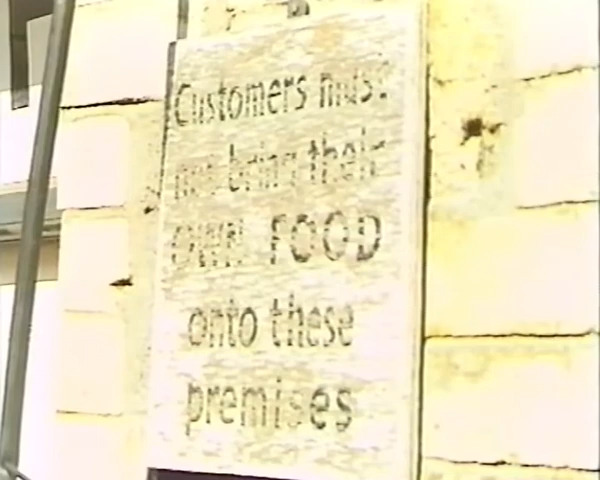 Customers must
not bring their
own FOOD
onto these
premises